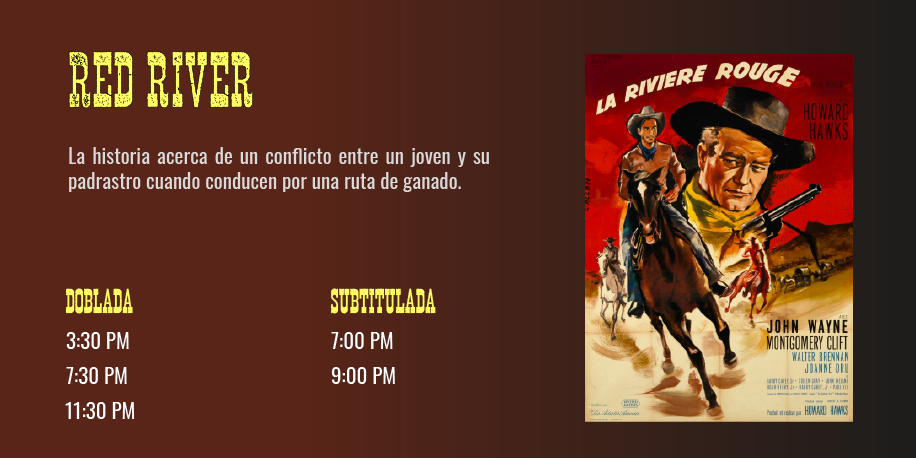 RED RIVER
La historia acerca de un conflicto entre un joven y su
padrastro cuando conducen por una ruta de ganado.
DOBLADA
3:30 PM
7:30 PM
11:30 PM
SUBTITULADA
7:00 PM
9:00 PM
LA RIVIERE ROUGE
HOWARD
HAWKS
JOHN WAYNE
MONTGOMERY CLIFT
WALTER BRENNAN
JOANNE DRU
HOWARD HAWKS